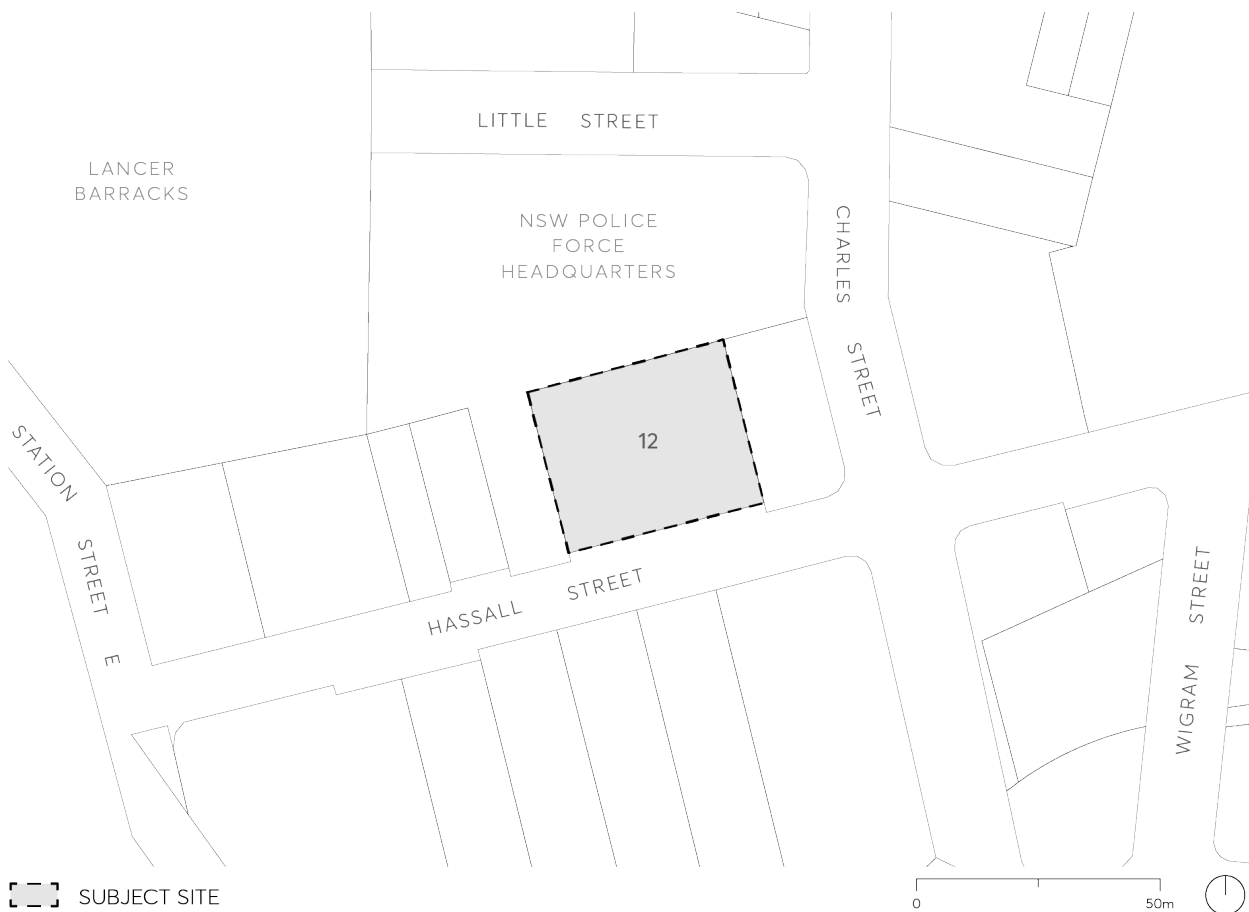 LITTLE STREET
LANCER
BARRACKS
NSW POLICE
FORCE
HEADQUARTERS
CHARLES STREET
12
STATION STREET E
HASSALL STREET
WIGRAM STREET
SUBJECT SITE
0 50m